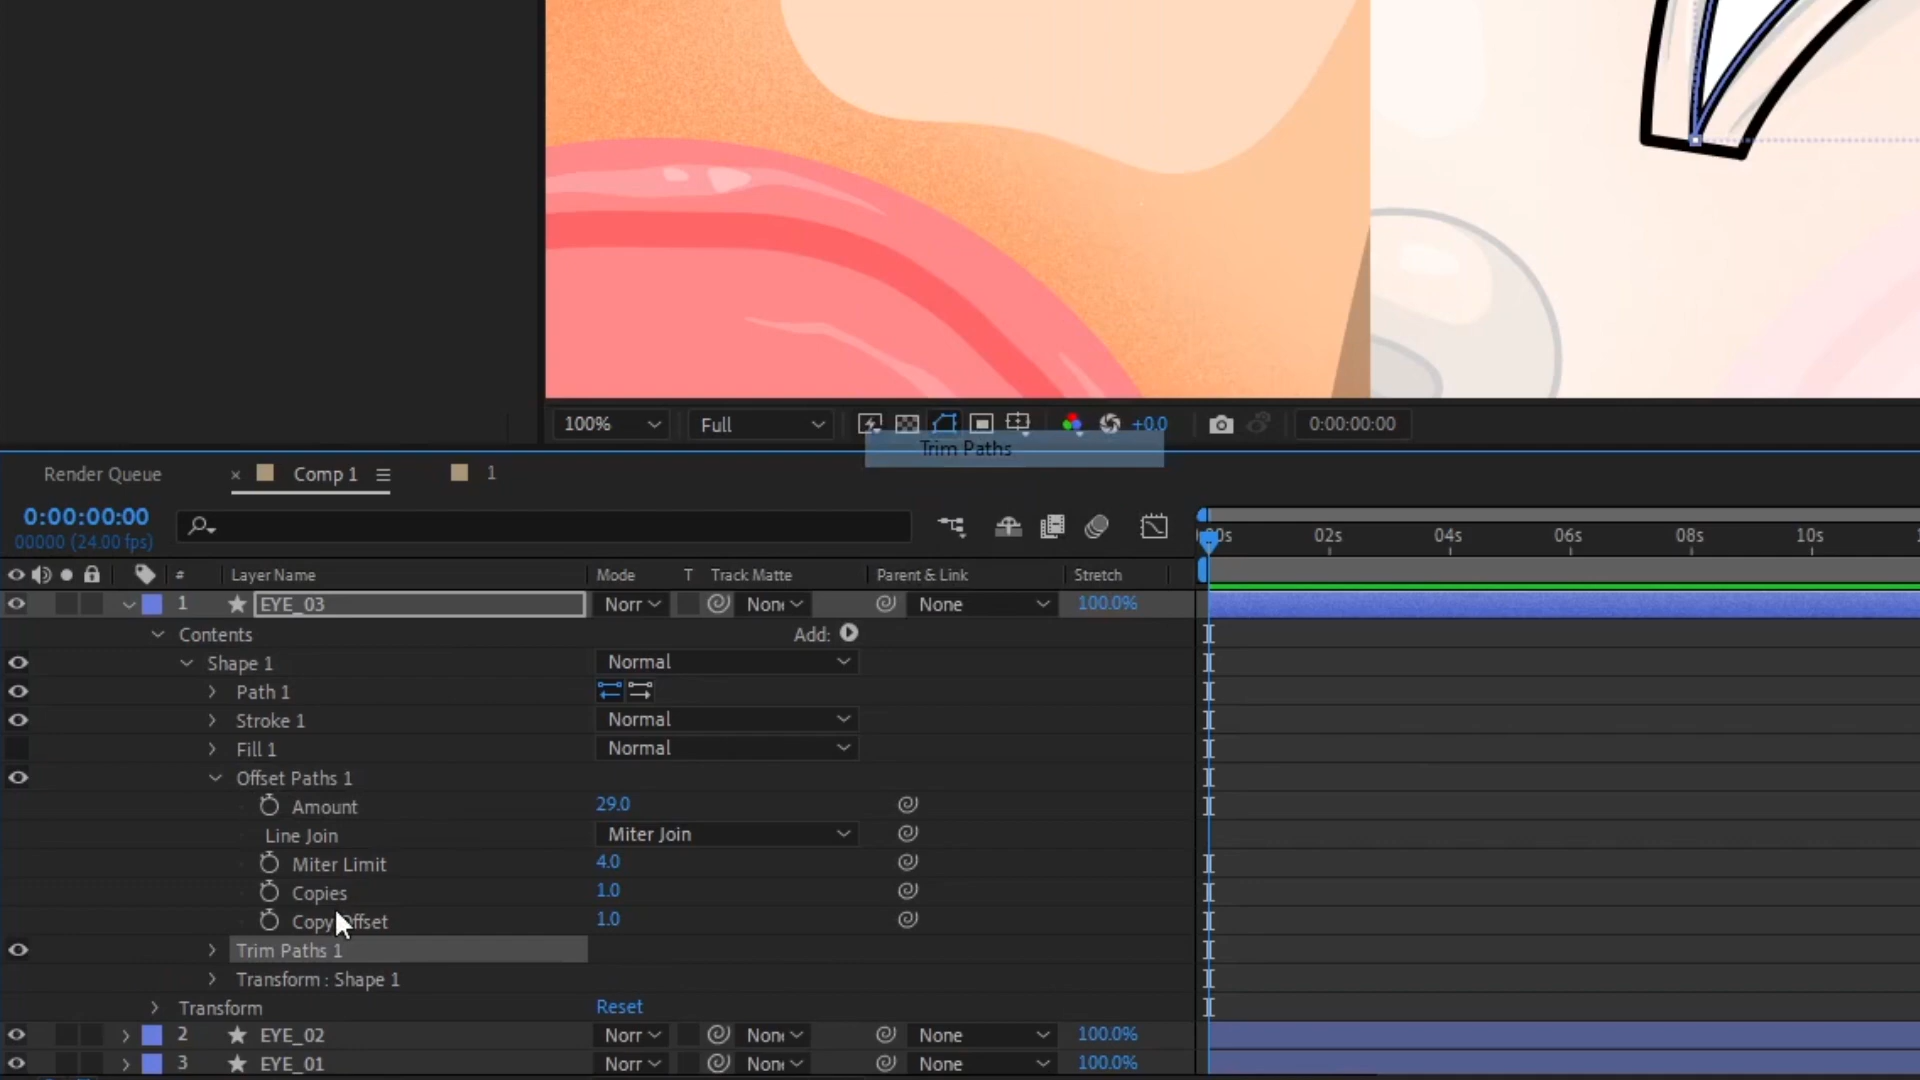 100% Full +0.0 0:00:00:00
Trim Paths
Render Queue × Comp 1 1
0:00:00:00
00000 (24.00 fps)
02s 04s 06s 08s 10s
# Layer Name Mode T Track Matte Parent & Link Stretch
1 EYE_03 Norr None 100.0%
Contents Add:
Shape 1 Normal
Path 1
Stroke 1 Normal
Fill 1 Normal
Offset Paths 1
Amount 29.0
Line Join Miter Join
Miter Limit 4.0
Copies 1.0
Copy Offset 1.0
Trim Paths 1
Transform : Shape 1
Transform Reset
2 EYE_02 Norr None 100.0%
3 EYE_01 Norr None 100.0%